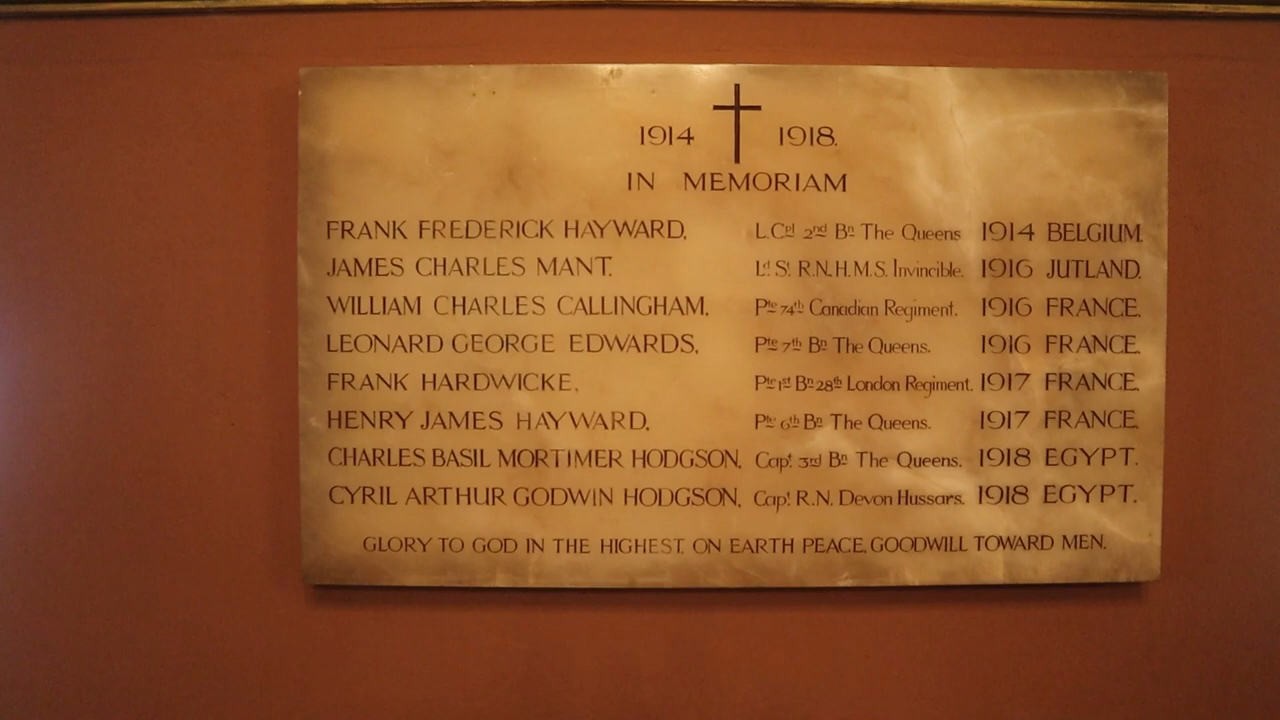 1914 1918.
IN MEMORIAM
FRANK FREDERICK HAYWARD, L.Cpl 2nd Bn The Queens 1914 BELGIUM.
JAMES CHARLES MANT. Ld St. R.N. H.M.S. Invincible. 1916 JUTLAND.
WILLIAM CHARLES CALLINGHAM, Pte 74th Canadian Regiment. 1916 FRANCE.
LEONARD GEORGE EDWARDS, Pte 7th Bn The Queens. 1916 FRANCE.
FRANK HARDWICKE, Pte 1st Bn 28th London Regiment. 1917 FRANCE.
HENRY JAMES HAYWARD, Pte 6th Bn The Queens. 1917 FRANCE.
CHARLES BASIL MORTIMER HODGSON, Capt. 3rd Bn The Queens. 1918 EGYPT.
CYRIL ARTHUR GODWIN HODGSON, Capt. R.N. Devon Hussars. 1918 EGYPT.
GLORY TO GOD IN THE HIGHEST, ON EARTH PEACE, GOODWILL TOWARD MEN.